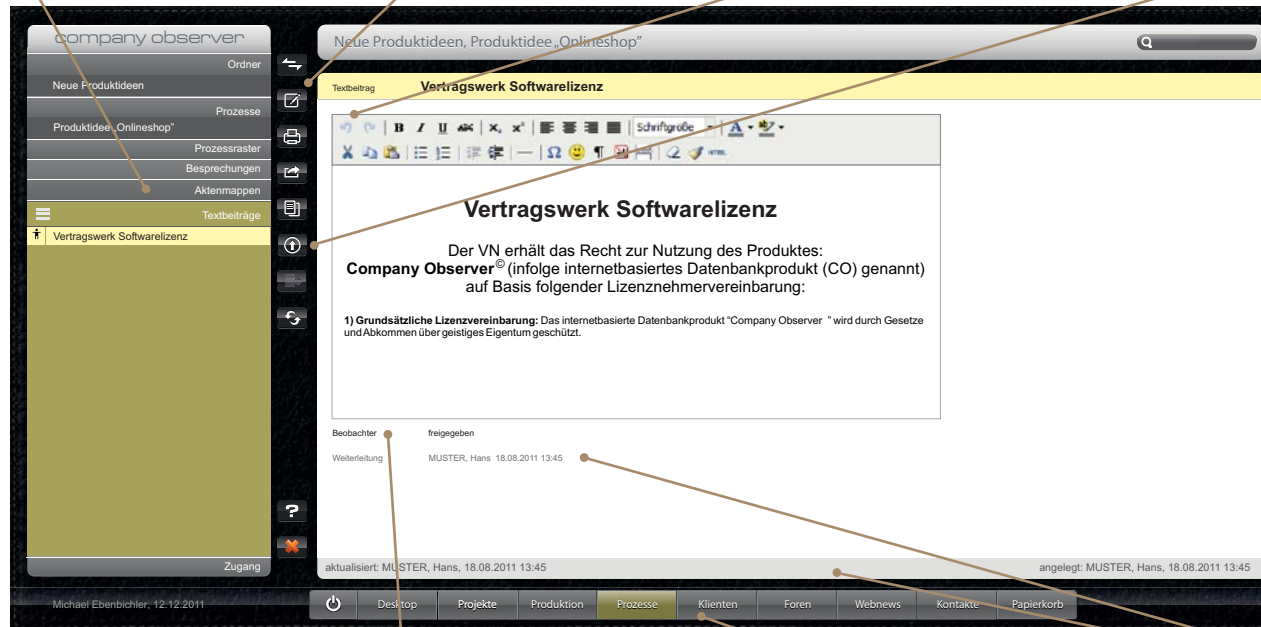 company observer
Ordner
Neue Produktideen
Prozesse
Produktidee „Onlineshop”
Prozessraster
Besprechungen
Aktenmappen
Textbeiträge
Vertragswerk Softwarelizenz
Zugang
Michael Ebenbichler, 12.12.2011
Neue Produktideen, Produktidee „Onlineshop”
Textbeitrag Vertragswerk Softwarelizenz
B I U ABC x, x² Schriftgröße A ab
Ω ¶ HTML
Vertragswerk Softwarelizenz
Der VN erhält das Recht zur Nutzung des Produktes:
Company Observer© (infolge internetbasiertes Datenbankprodukt (CO) genannt)
auf Basis folgender Lizenznehmervereinbarung:
1) Grundsätzliche Lizenzvereinbarung: Das internetbasierte Datenbankprodukt “Company Observer ” wird durch Gesetze
und Abkommen über geistiges Eigentum geschützt.
Beobachter freigegeben
Weiterleitung MUSTER, Hans 18.08.2011 13:45
?
aktualisiert: MUSTER, Hans, 18.08.2011 13:45 angelegt: MUSTER, Hans, 18.08.2011 13:45
Desktop Projekte Produktion Prozesse Klienten Foren Webnews Kontakte Papierkorb